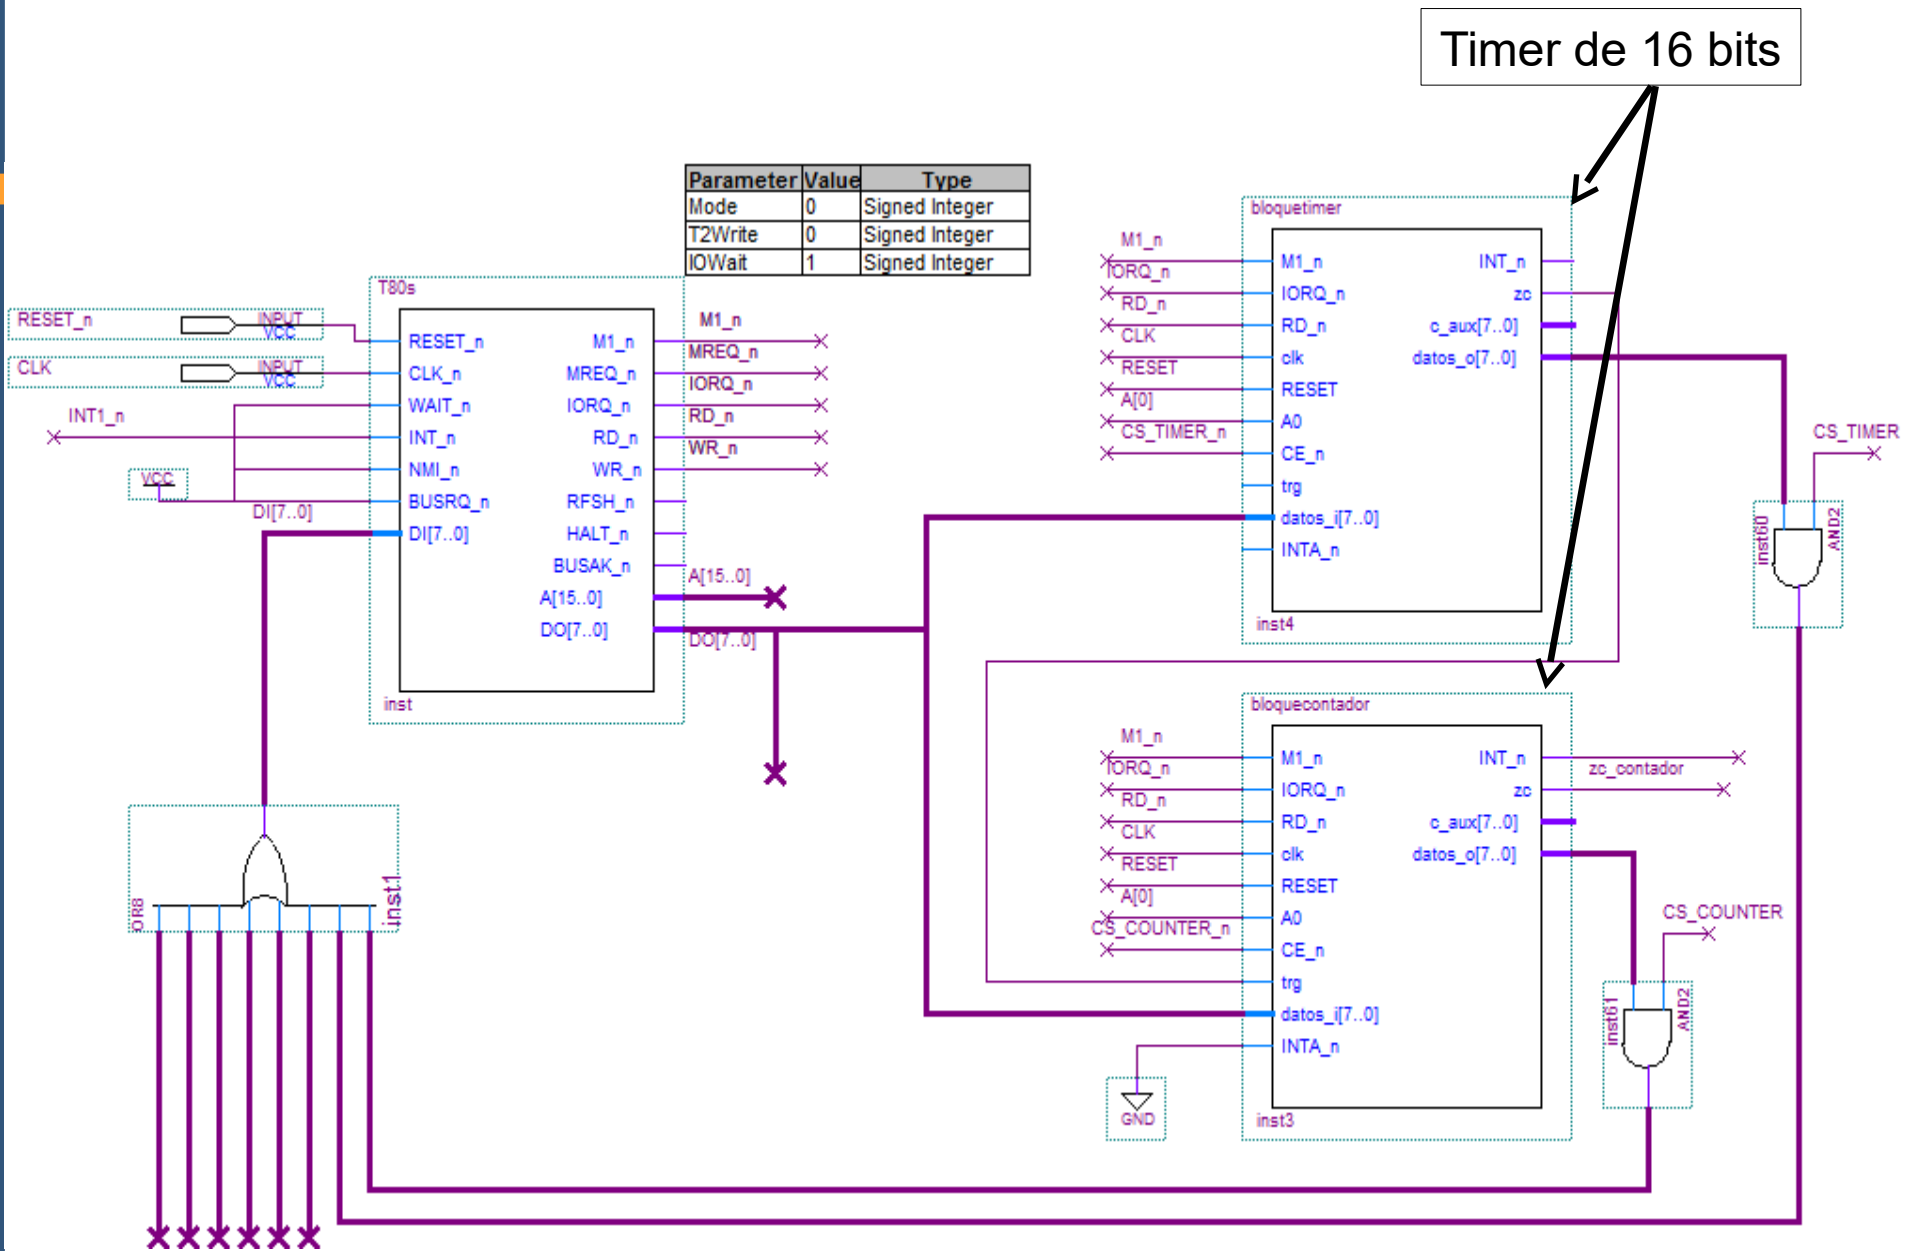 Timer de 16 bits
Parameter Value Type
Mode 0 Signed Integer
T2Write 0 Signed Integer
IOWait 1 Signed Integer
RESET_n
INPUT
VCC
CLK
INPUT
VCC
INT1_n
VCC
DI[7..0]
T80s
RESET_n
CLK_n
WAIT_n
INT_n
NMI_n
BUSRQ_n
DI[7..0]
M1_n
MREQ_n
IORQ_n
RD_n
WR_n
RFSH_n
HALT_n
BUSAK_n
A[15..0]
DO[7..0]
inst
M1_n
MREQ_n
IORQ_n
RD_n
WR_n
A[15..0]
DO[7..0]
bloquetimer
M1_n
IORQ_n
RD_n
CLK
RESET
A[0]
CS_TIMER_n
M1_n
IORQ_n
RD_n
clk
RESET
A0
CE_n
trg
datos_i[7..0]
INTA_n
INT_n
zc
c_aux[7..0]
datos_o[7..0]
inst4
CS_TIMER
inst60
AND2
bloquecontador
M1_n
IORQ_n
RD_n
CLK
RESET
A[0]
CS_COUNTER_n
M1_n
IORQ_n
RD_n
clk
RESET
A0
CE_n
trg
datos_i[7..0]
INTA_n
INT_n
zc
c_aux[7..0]
datos_o[7..0]
zc_contador
inst3
GND
CS_COUNTER
inst61
AND2
OR8
inst1